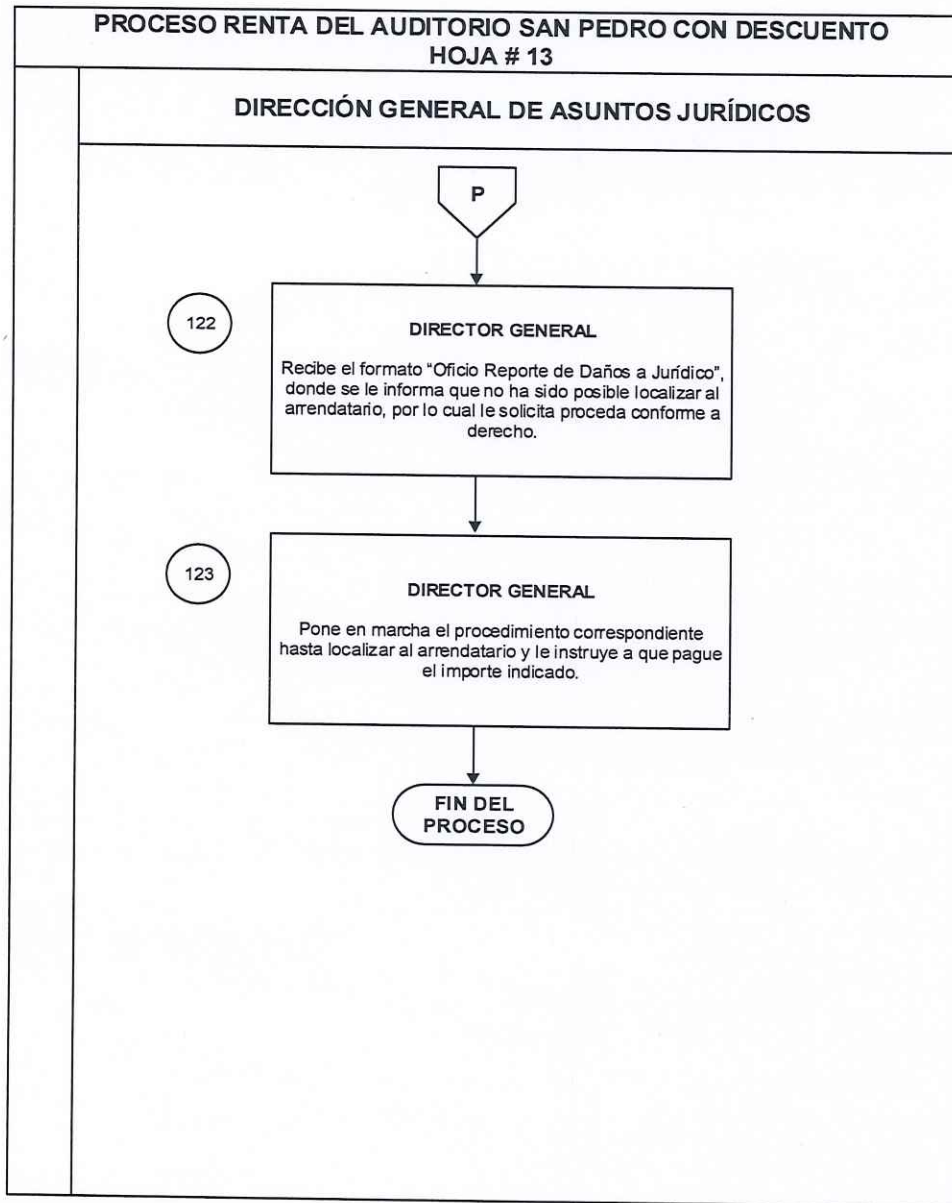 PROCESO RENTA DEL AUDITORIO SAN PEDRO CON DESCUENTO
HOJA # 13
DIRECCIÓN GENERAL DE ASUNTOS JURÍDICOS
P
122
DIRECTOR GENERAL
Recibe el formato "Oficio Reporte de Daños a Jurídico",
donde se le informa que no ha sido posible localizar al
arrendatario, por lo cual le solicita proceda conforme a
derecho.
123
DIRECTOR GENERAL
Pone en marcha el procedimiento correspondiente
hasta localizar al arrendatario y le instruye a que pague
el importe indicado.
FIN DEL
PROCESO